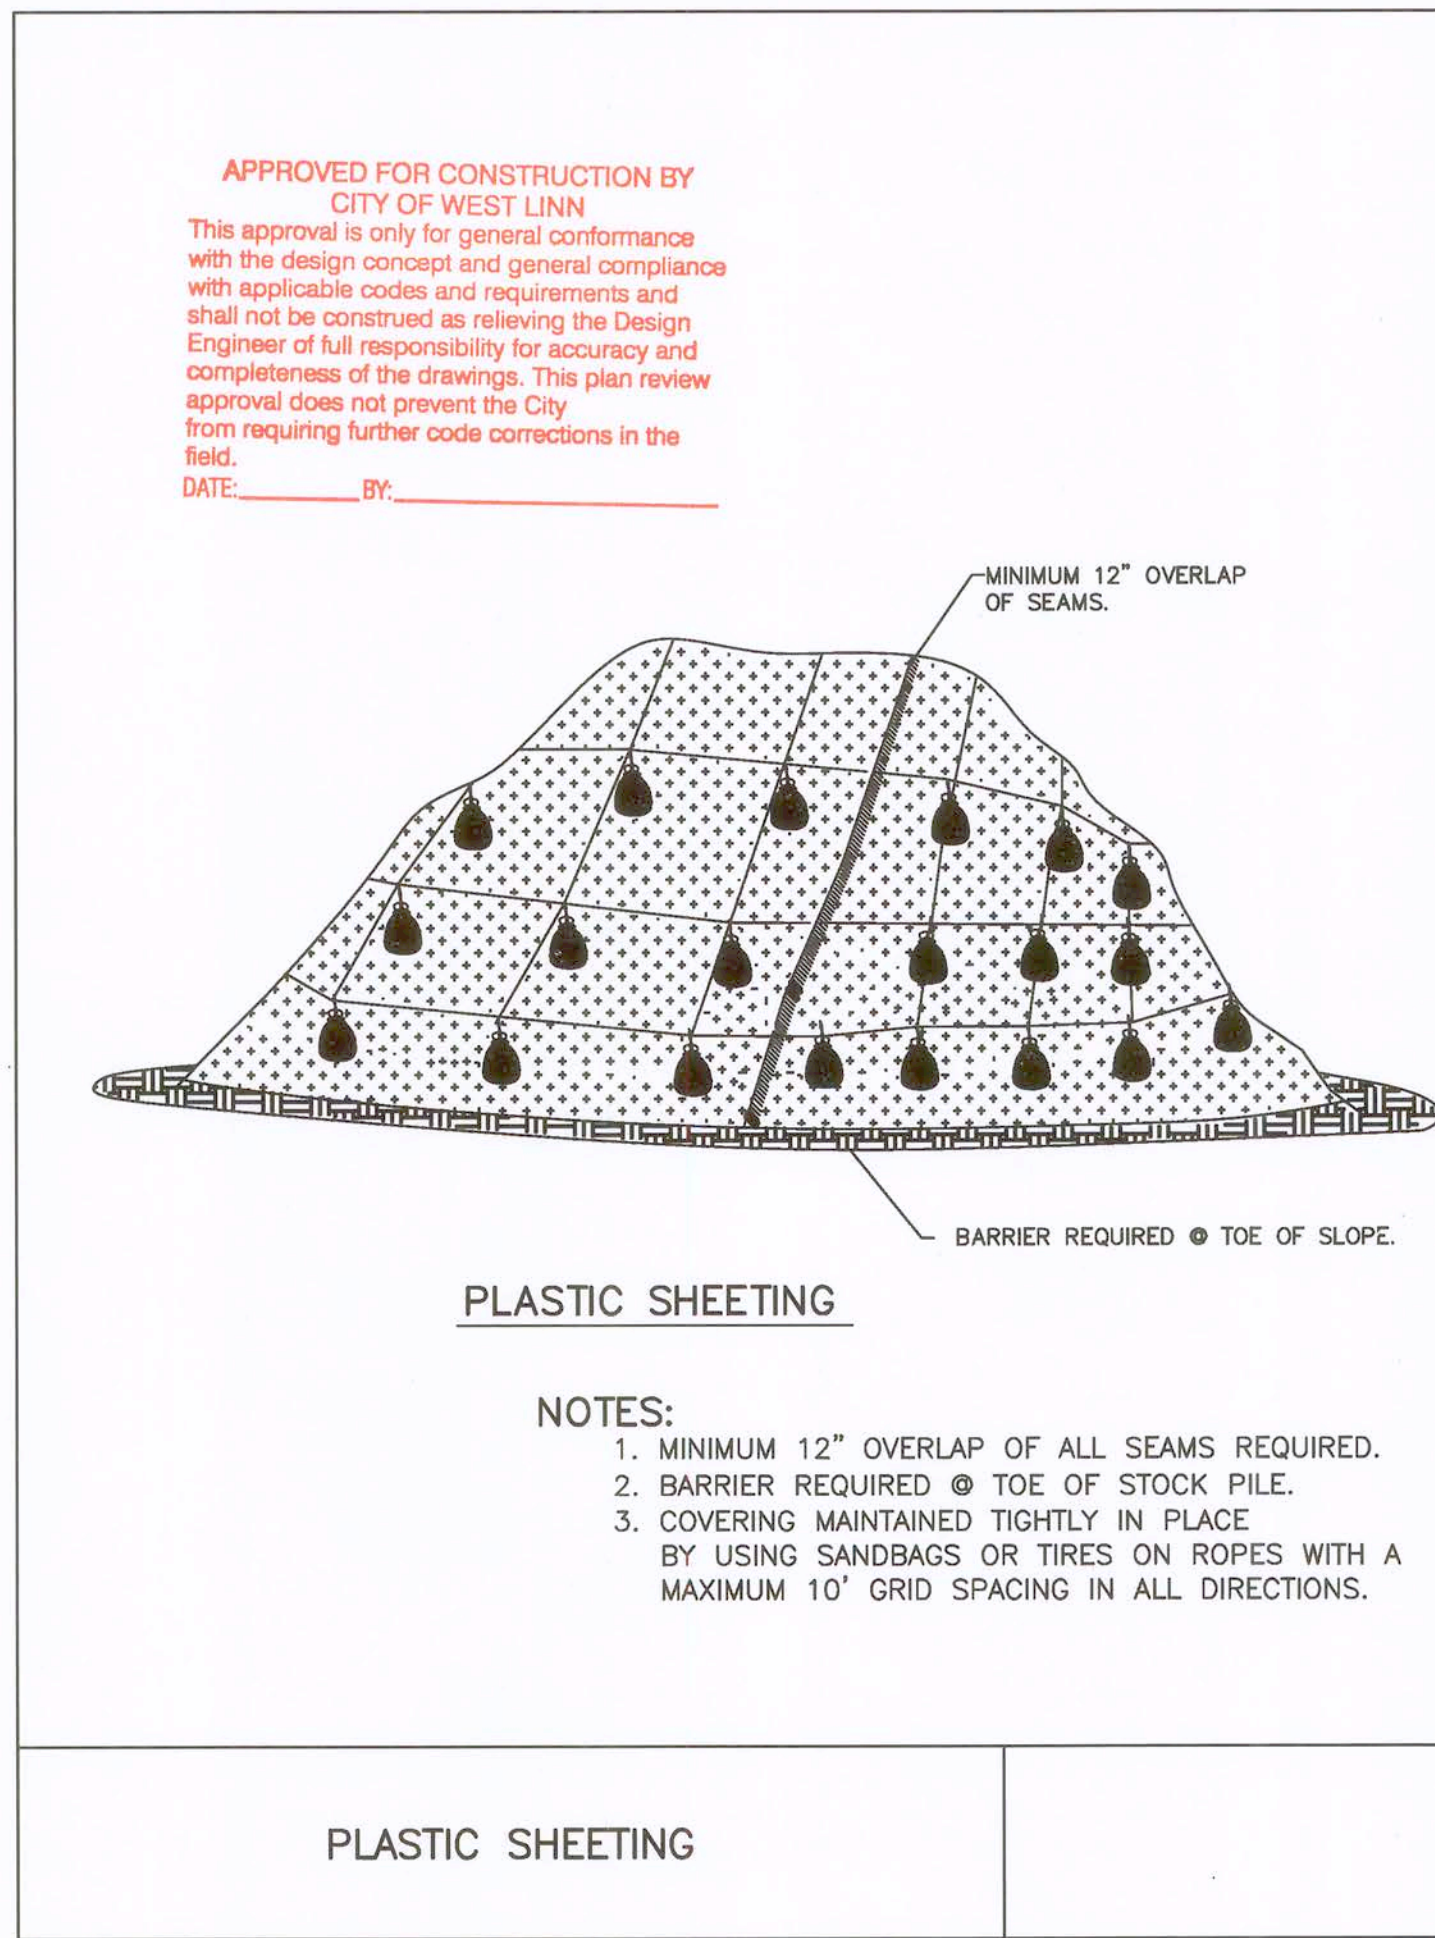 APPROVED FOR CONSTRUCTION BY
CITY OF WEST LINN
This approval is only for general conformance
with the design concept and general compliance
with applicable codes and requirements and
shall not be construed as relieving the Design
Engineer of full responsibility for accuracy and
completeness of the drawings. This plan review
approval does not prevent the City
from requiring further code corrections in the
field.
DATE:_________ BY:________________________
MINIMUM 12" OVERLAP
OF SEAMS.
BARRIER REQUIRED @ TOE OF SLOPE.
PLASTIC SHEETING
NOTES:
1. MINIMUM 12" OVERLAP OF ALL SEAMS REQUIRED.
2. BARRIER REQUIRED @ TOE OF STOCK PILE.
3. COVERING MAINTAINED TIGHTLY IN PLACE
BY USING SANDBAGS OR TIRES ON ROPES WITH A
MAXIMUM 10' GRID SPACING IN ALL DIRECTIONS.
PLASTIC SHEETING